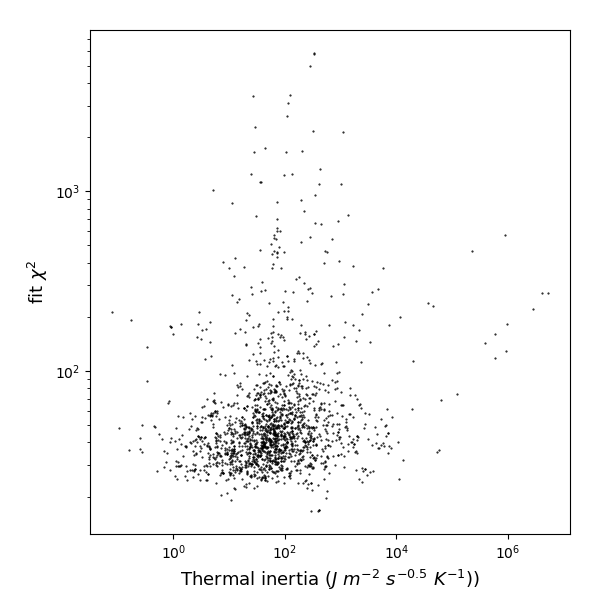 10³
10²
fit χ²
10⁰ 10² 10⁴ 10⁶
Thermal inertia (J m⁻² s⁻⁰·⁵ K⁻¹))